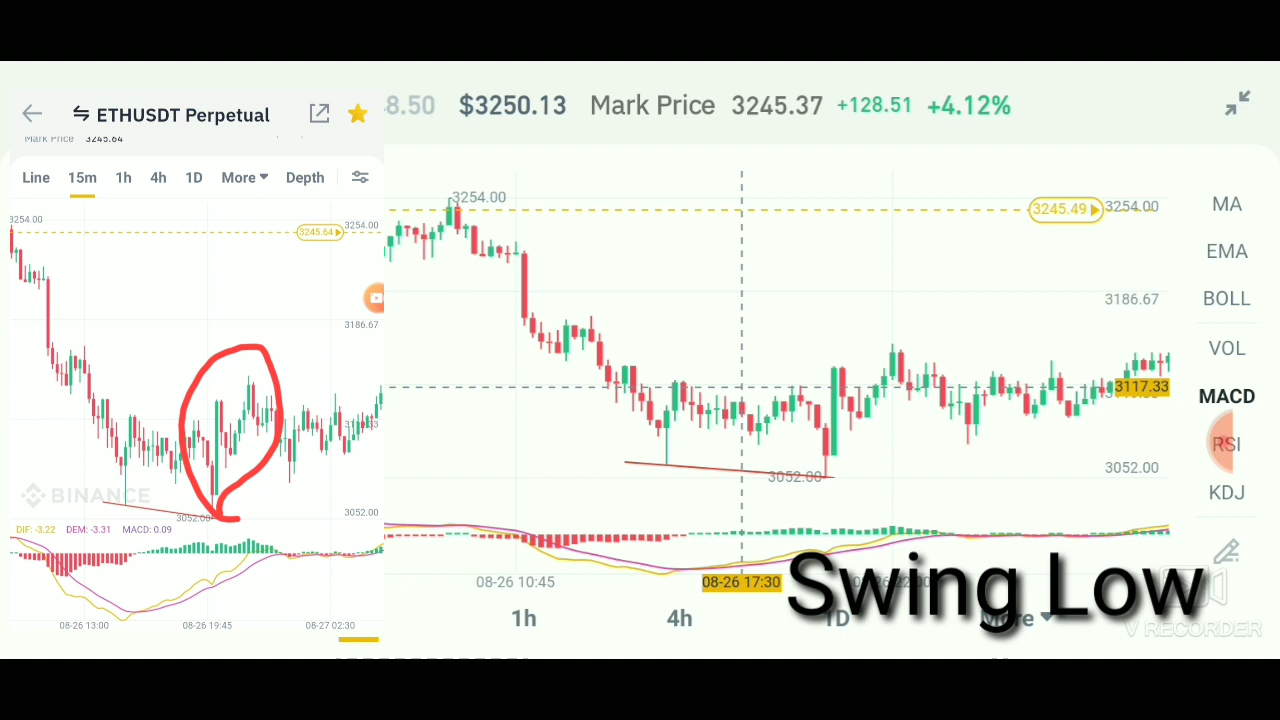 ETHUSDT Perpetual
Mark Price 3245.64
Line 15m 1h 4h 1D More Depth
3254.00
3254.00
3245.64
3186.67
3052.00
3052.00
BINANCE
DIF: -3.22 DEM: -3.31 MACD: 0.09
08-26 13:00 08-26 19:45 08-27 02:30
8.50 $3250.13 Mark Price 3245.37 +128.51 +4.12%
3254.00
3245.49 3254.00
3186.67
3117.33
3052.00
3052.00
08-26 10:45 08-26 17:30
1h 4h 1D More
MA
EMA
BOLL
VOL
MACD
RSI
KDJ
Swing Low
V RECORDER